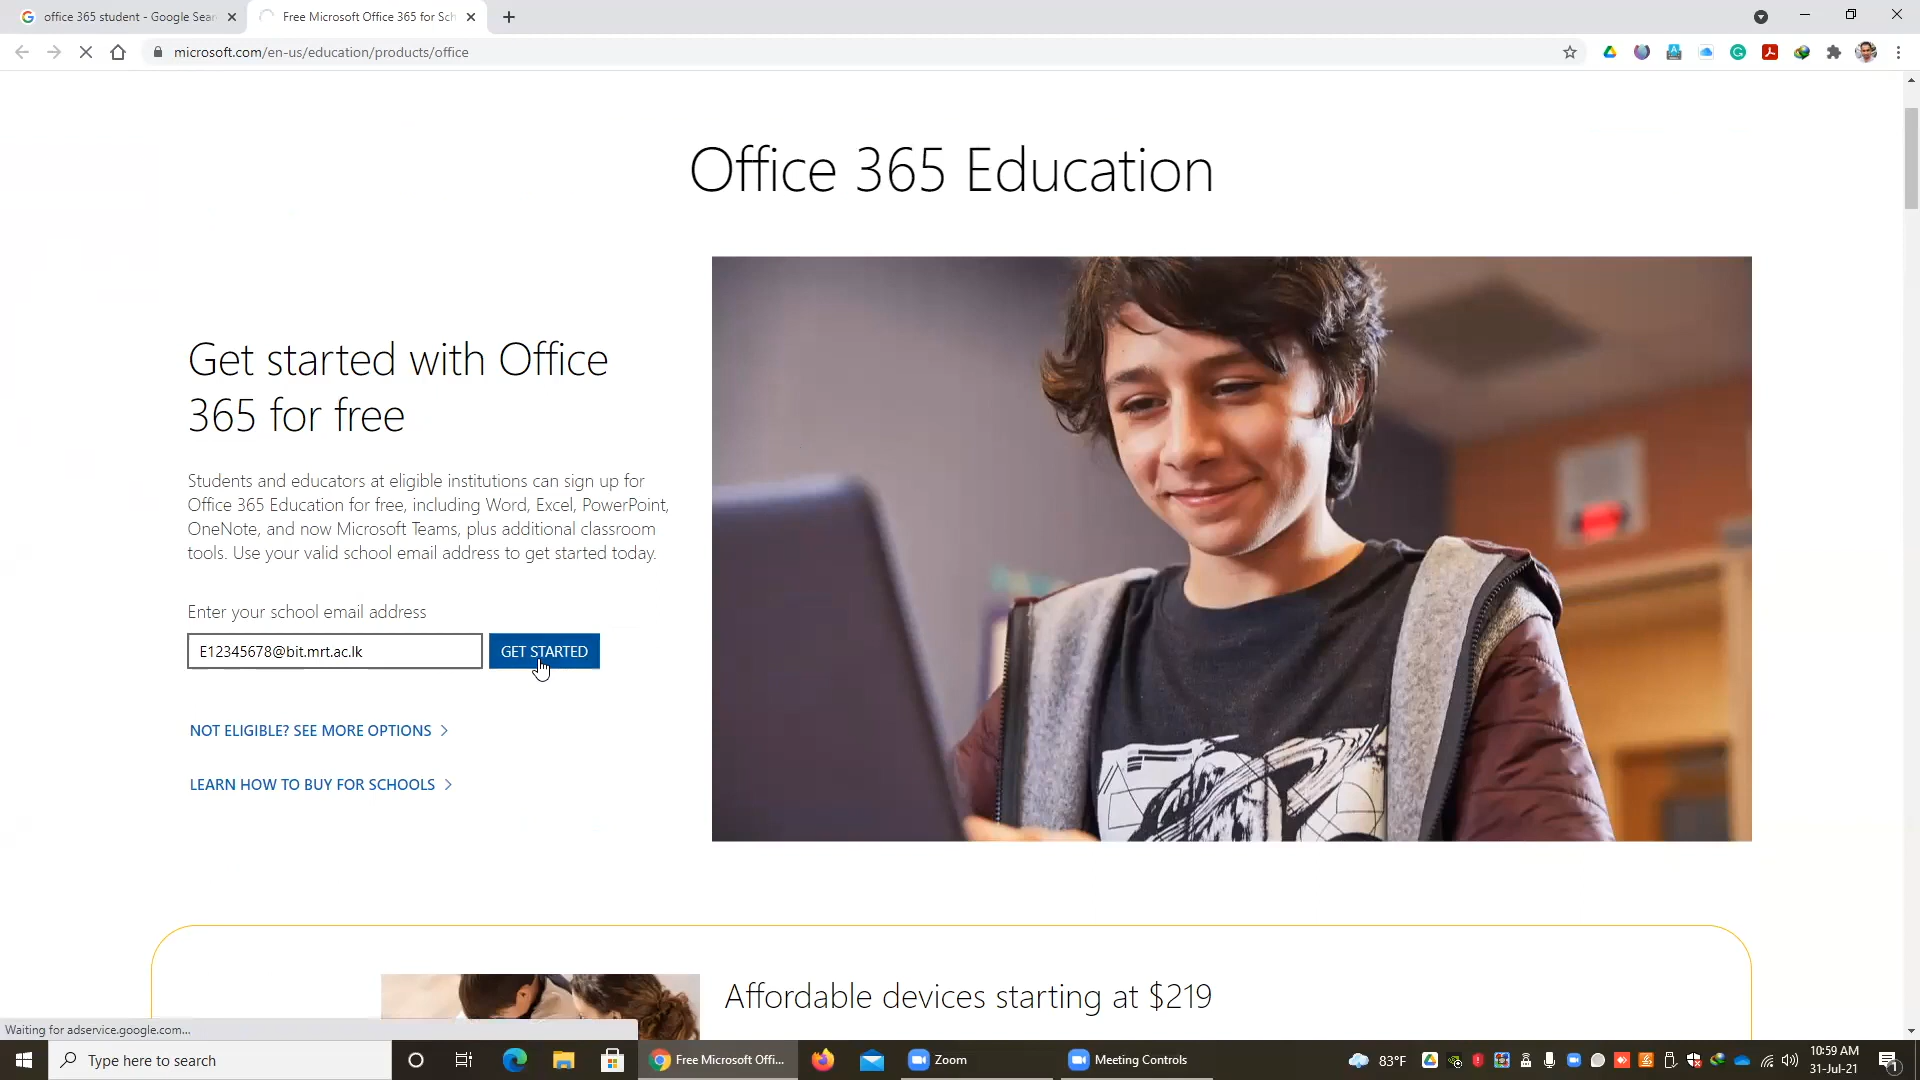 office 365 student - Google Sear
Free Microsoft Office 365 for Sch
microsoft.com/en-us/education/products/office
Office 365 Education
Get started with Office
365 for free
Students and educators at eligible institutions can sign up for
Office 365 Education for free, including Word, Excel, PowerPoint,
OneNote, and now Microsoft Teams, plus additional classroom
tools. Use your valid school email address to get started today.
Enter your school email address
E12345678@bit.mrt.ac.lk
GET STARTED
NOT ELIGIBLE? SEE MORE OPTIONS
LEARN HOW TO BUY FOR SCHOOLS
Affordable devices starting at $219
Waiting for adservice.google.com...
Type here to search
Free Microsoft Offi...
Zoom
Meeting Controls
83°F
10:59 AM
31-Jul-21
1